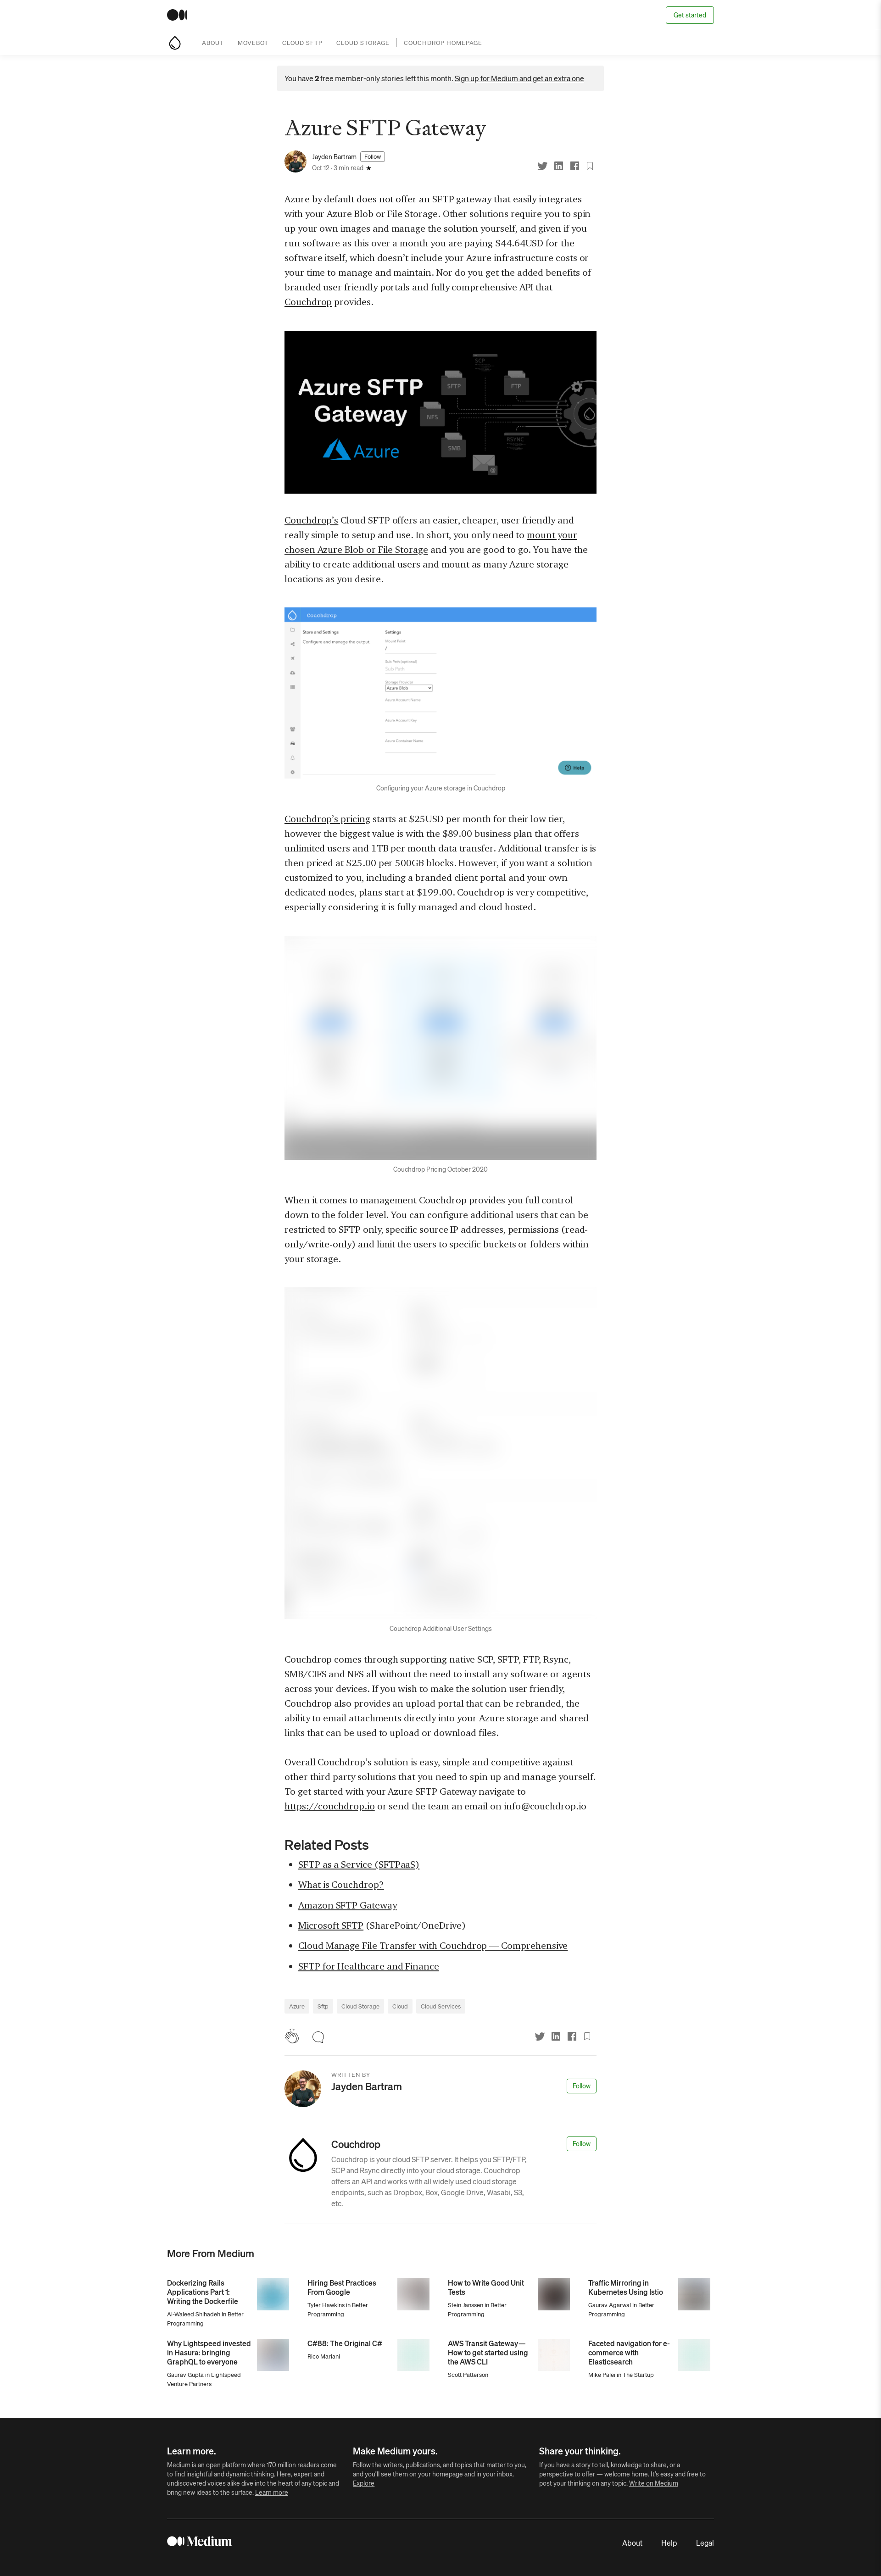 Get started
ABOUT MOVEBOT CLOUD SFTP CLOUD STORAGE COUCHDROP HOMEPAGE
You have 2 free member-only stories left this month. Sign up for Medium and get an extra one
Azure SFTP Gateway
Jayden Bartram Follow
Oct 12 · 3 min read ★
Azure by default does not offer an SFTP gateway that easily integrates
with your Azure Blob or File Storage. Other solutions require you to spin
up your own images and manage the solution yourself, and given if you
run software as this over a month you are paying $44.64USD for the
software itself, which doesn't include your Azure infrastructure costs or
your time to manage and maintain. Nor do you get the added benefits of
branded user friendly portals and fully comprehensive API that
Couchdrop provides.
Azure SFTP
Gateway
Azure
SCP
SFTP
FTP
NFS
RSYNC
SMB
Couchdrop's Cloud SFTP offers an easier, cheaper, user friendly and
really simple to setup and use. In short, you only need to mount your
chosen Azure Blob or File Storage and you are good to go. You have the
ability to create additional users and mount as many Azure storage
locations as you desire.
Couchdrop
Store and Settings
Configure and manage the output.
Settings
Mount Point
/
Sub Path (optional)
Sub Path
Storage Provider
Azure Blob
Azure Account Name
Azure Account Key
Azure Container Name
Help
Configuring your Azure storage in Couchdrop
Couchdrop's pricing starts at $25USD per month for their low tier,
however the biggest value is with the $89.00 business plan that offers
unlimited users and 1TB per month data transfer. Additional transfer is is
then priced at $25.00 per 500GB blocks. However, if you want a solution
customized to you, including a branded client portal and your own
dedicated nodes, plans start at $199.00. Couchdrop is very competitive,
especially considering it is fully managed and cloud hosted.
Couchdrop Pricing October 2020
When it comes to management Couchdrop provides you full control
down to the folder level. You can configure additional users that can be
restricted to SFTP only, specific source IP addresses, permissions (read-
only/write-only) and limit the users to specific buckets or folders within
your storage.
Couchdrop Additional User Settings
Couchdrop comes through supporting native SCP, SFTP, FTP, Rsync,
SMB/CIFS and NFS all without the need to install any software or agents
across your devices. If you wish to make the solution user friendly,
Couchdrop also provides an upload portal that can be rebranded, the
ability to email attachments directly into your Azure storage and shared
links that can be used to upload or download files.
Overall Couchdrop's solution is easy, simple and competitive against
other third party solutions that you need to spin up and manage yourself.
To get started with your Azure SFTP Gateway navigate to
https://couchdrop.io or send the team an email on info@couchdrop.io
Related Posts
• SFTP as a Service (SFTPaaS)
• What is Couchdrop?
• Amazon SFTP Gateway
• Microsoft SFTP (SharePoint/OneDrive)
• Cloud Manage File Transfer with Couchdrop — Comprehensive
• SFTP for Healthcare and Finance
Azure Sftp Cloud Storage Cloud Cloud Services
WRITTEN BY
Jayden Bartram
Follow
Couchdrop
Follow
Couchdrop is your cloud SFTP server. It helps you SFTP/FTP,
SCP and Rsync directly into your cloud storage. Couchdrop
offers an API and works with all widely used cloud storage
endpoints, such as Dropbox, Box, Google Drive, Wasabi, S3,
etc.
More From Medium
Dockerizing Rails
Applications Part 1:
Writing the Dockerfile
Al-Waleed Shihadeh in Better
Programming
Hiring Best Practices
From Google
Tyler Hawkins in Better
Programming
How to Write Good Unit
Tests
Stein Janssen in Better
Programming
Traffic Mirroring in
Kubernetes Using Istio
Gaurav Agarwal in Better
Programming
Why Lightspeed invested
in Hasura: bringing
GraphQL to everyone
Gaurav Gupta in Lightspeed
Venture Partners
C#88: The Original C#
Rico Mariani
AWS Transit Gateway —
How to get started using
the AWS CLI
Scott Patterson
Faceted navigation for e-
commerce with
Elasticsearch
Mike Palei in The Startup
Learn more.
Medium is an open platform where 170 million readers come
to find insightful and dynamic thinking. Here, expert and
undiscovered voices alike dive into the heart of any topic and
bring new ideas to the surface. Learn more
Make Medium yours.
Follow the writers, publications, and topics that matter to you,
and you'll see them on your homepage and in your inbox.
Explore
Share your thinking.
If you have a story to tell, knowledge to share, or a
perspective to offer — welcome home. It's easy and free to
post your thinking on any topic. Write on Medium
Medium
About Help Legal